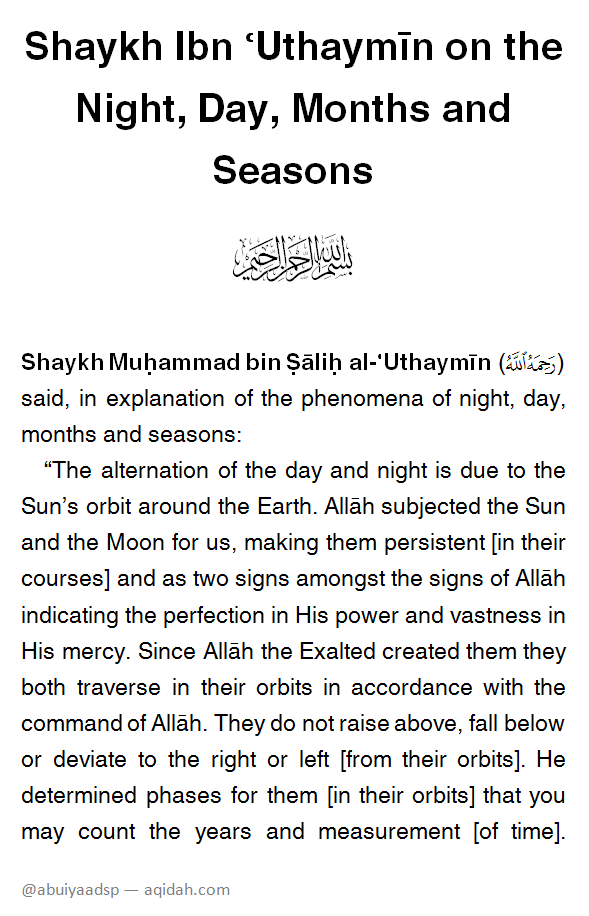 Shaykh Ibn ʿUthaymīn on the
Night, Day, Months and
Seasons
بسم الله الرحمن الرحيم
Shaykh Muḥammad bin Ṣāliḥ al-ʿUthaymīn (رَحِمَهُ ٱللَّهُ)
said, in explanation of the phenomena of night, day,
months and seasons:
“The alternation of the day and night is due to the
Sun’s orbit around the Earth. Allāh subjected the Sun
and the Moon for us, making them persistent [in their
courses] and as two signs amongst the signs of Allāh
indicating the perfection in His power and vastness in
His mercy. Since Allāh the Exalted created them they
both traverse in their orbits in accordance with the
command of Allāh. They do not raise above, fall below
or deviate to the right or left [from their orbits]. He
determined phases for them [in their orbits] that you
may count the years and measurement [of time].
@abuiyaadsp — aqidah.com